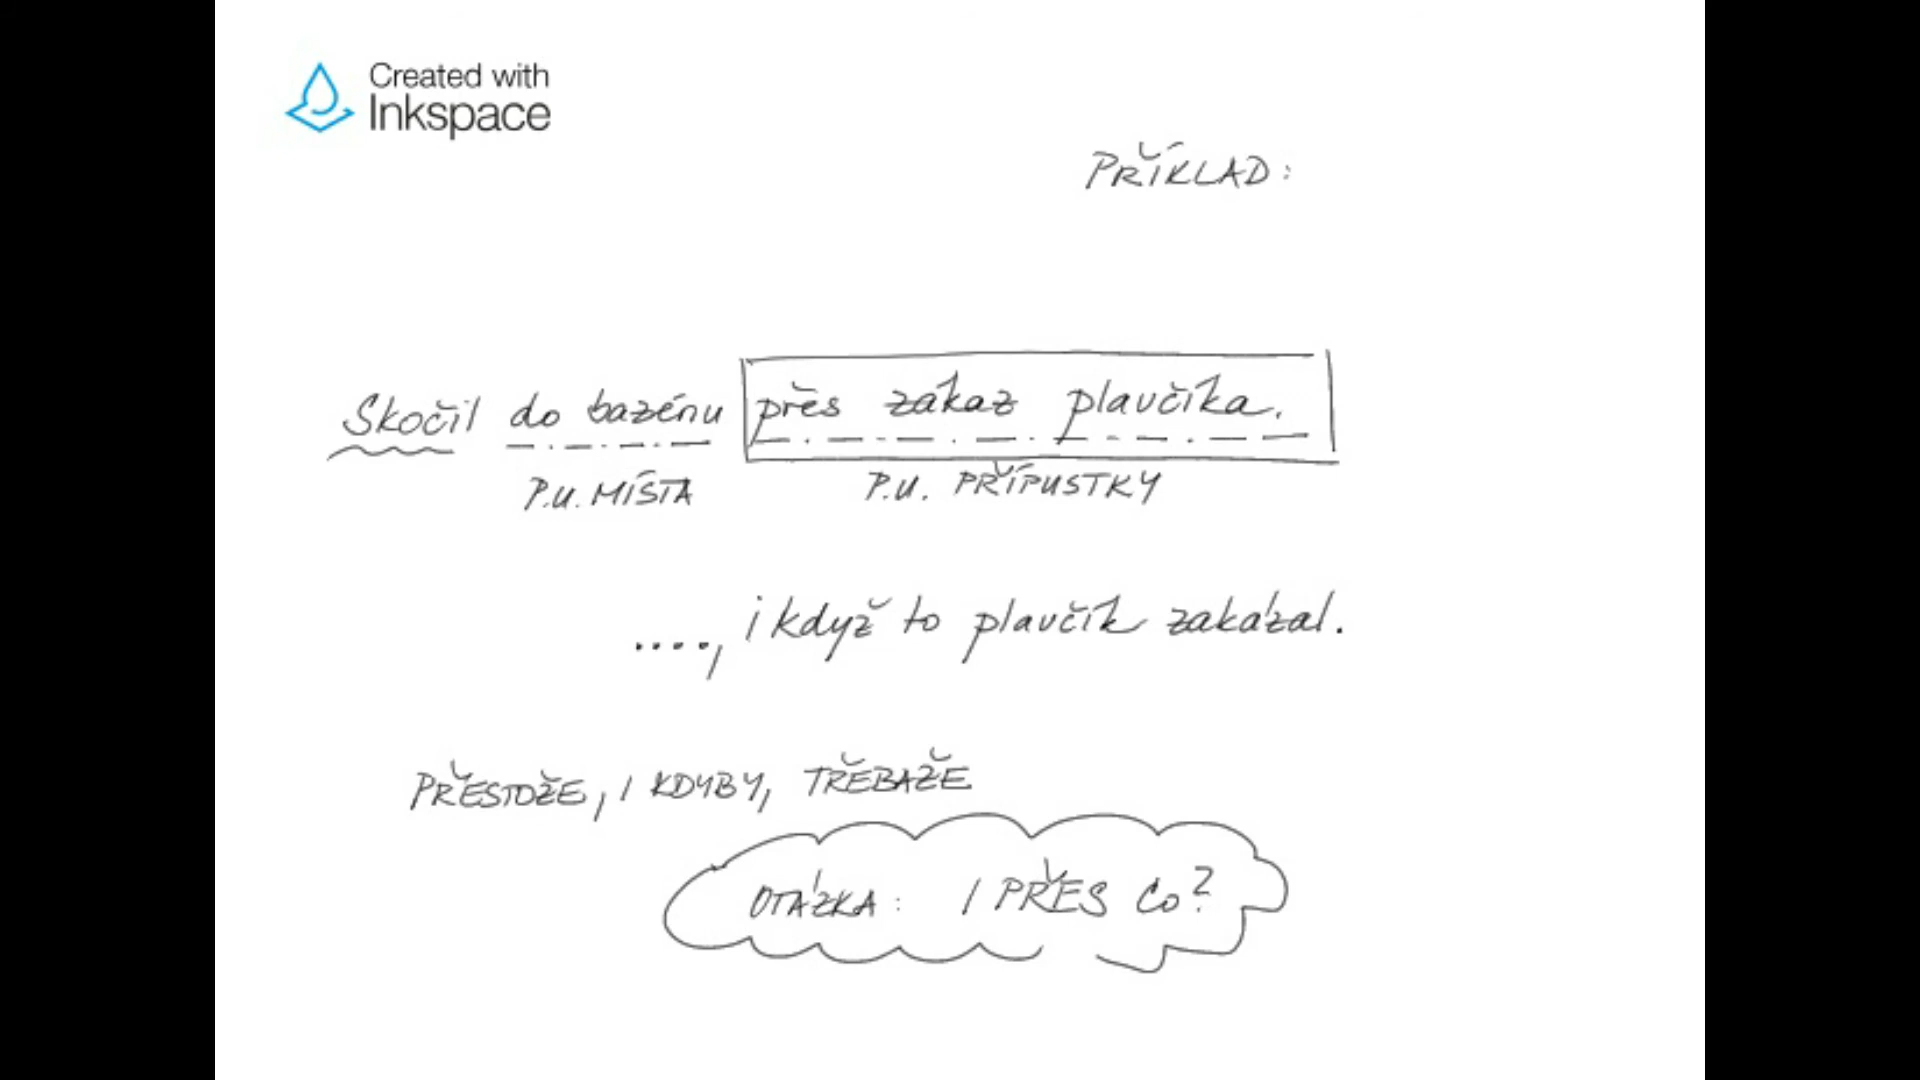 Created with
Inkspace
PŘÍKLAD:
Skočil do bazénu přes zákaz plavčíka.
P.U. MÍSTA P.U. PŘÍPUSTKY
...., i když to plavčík zakázal.
PŘESTOŽE, I KDYBY, TŘEBAŽE
OTÁZKA: I PŘES CO?